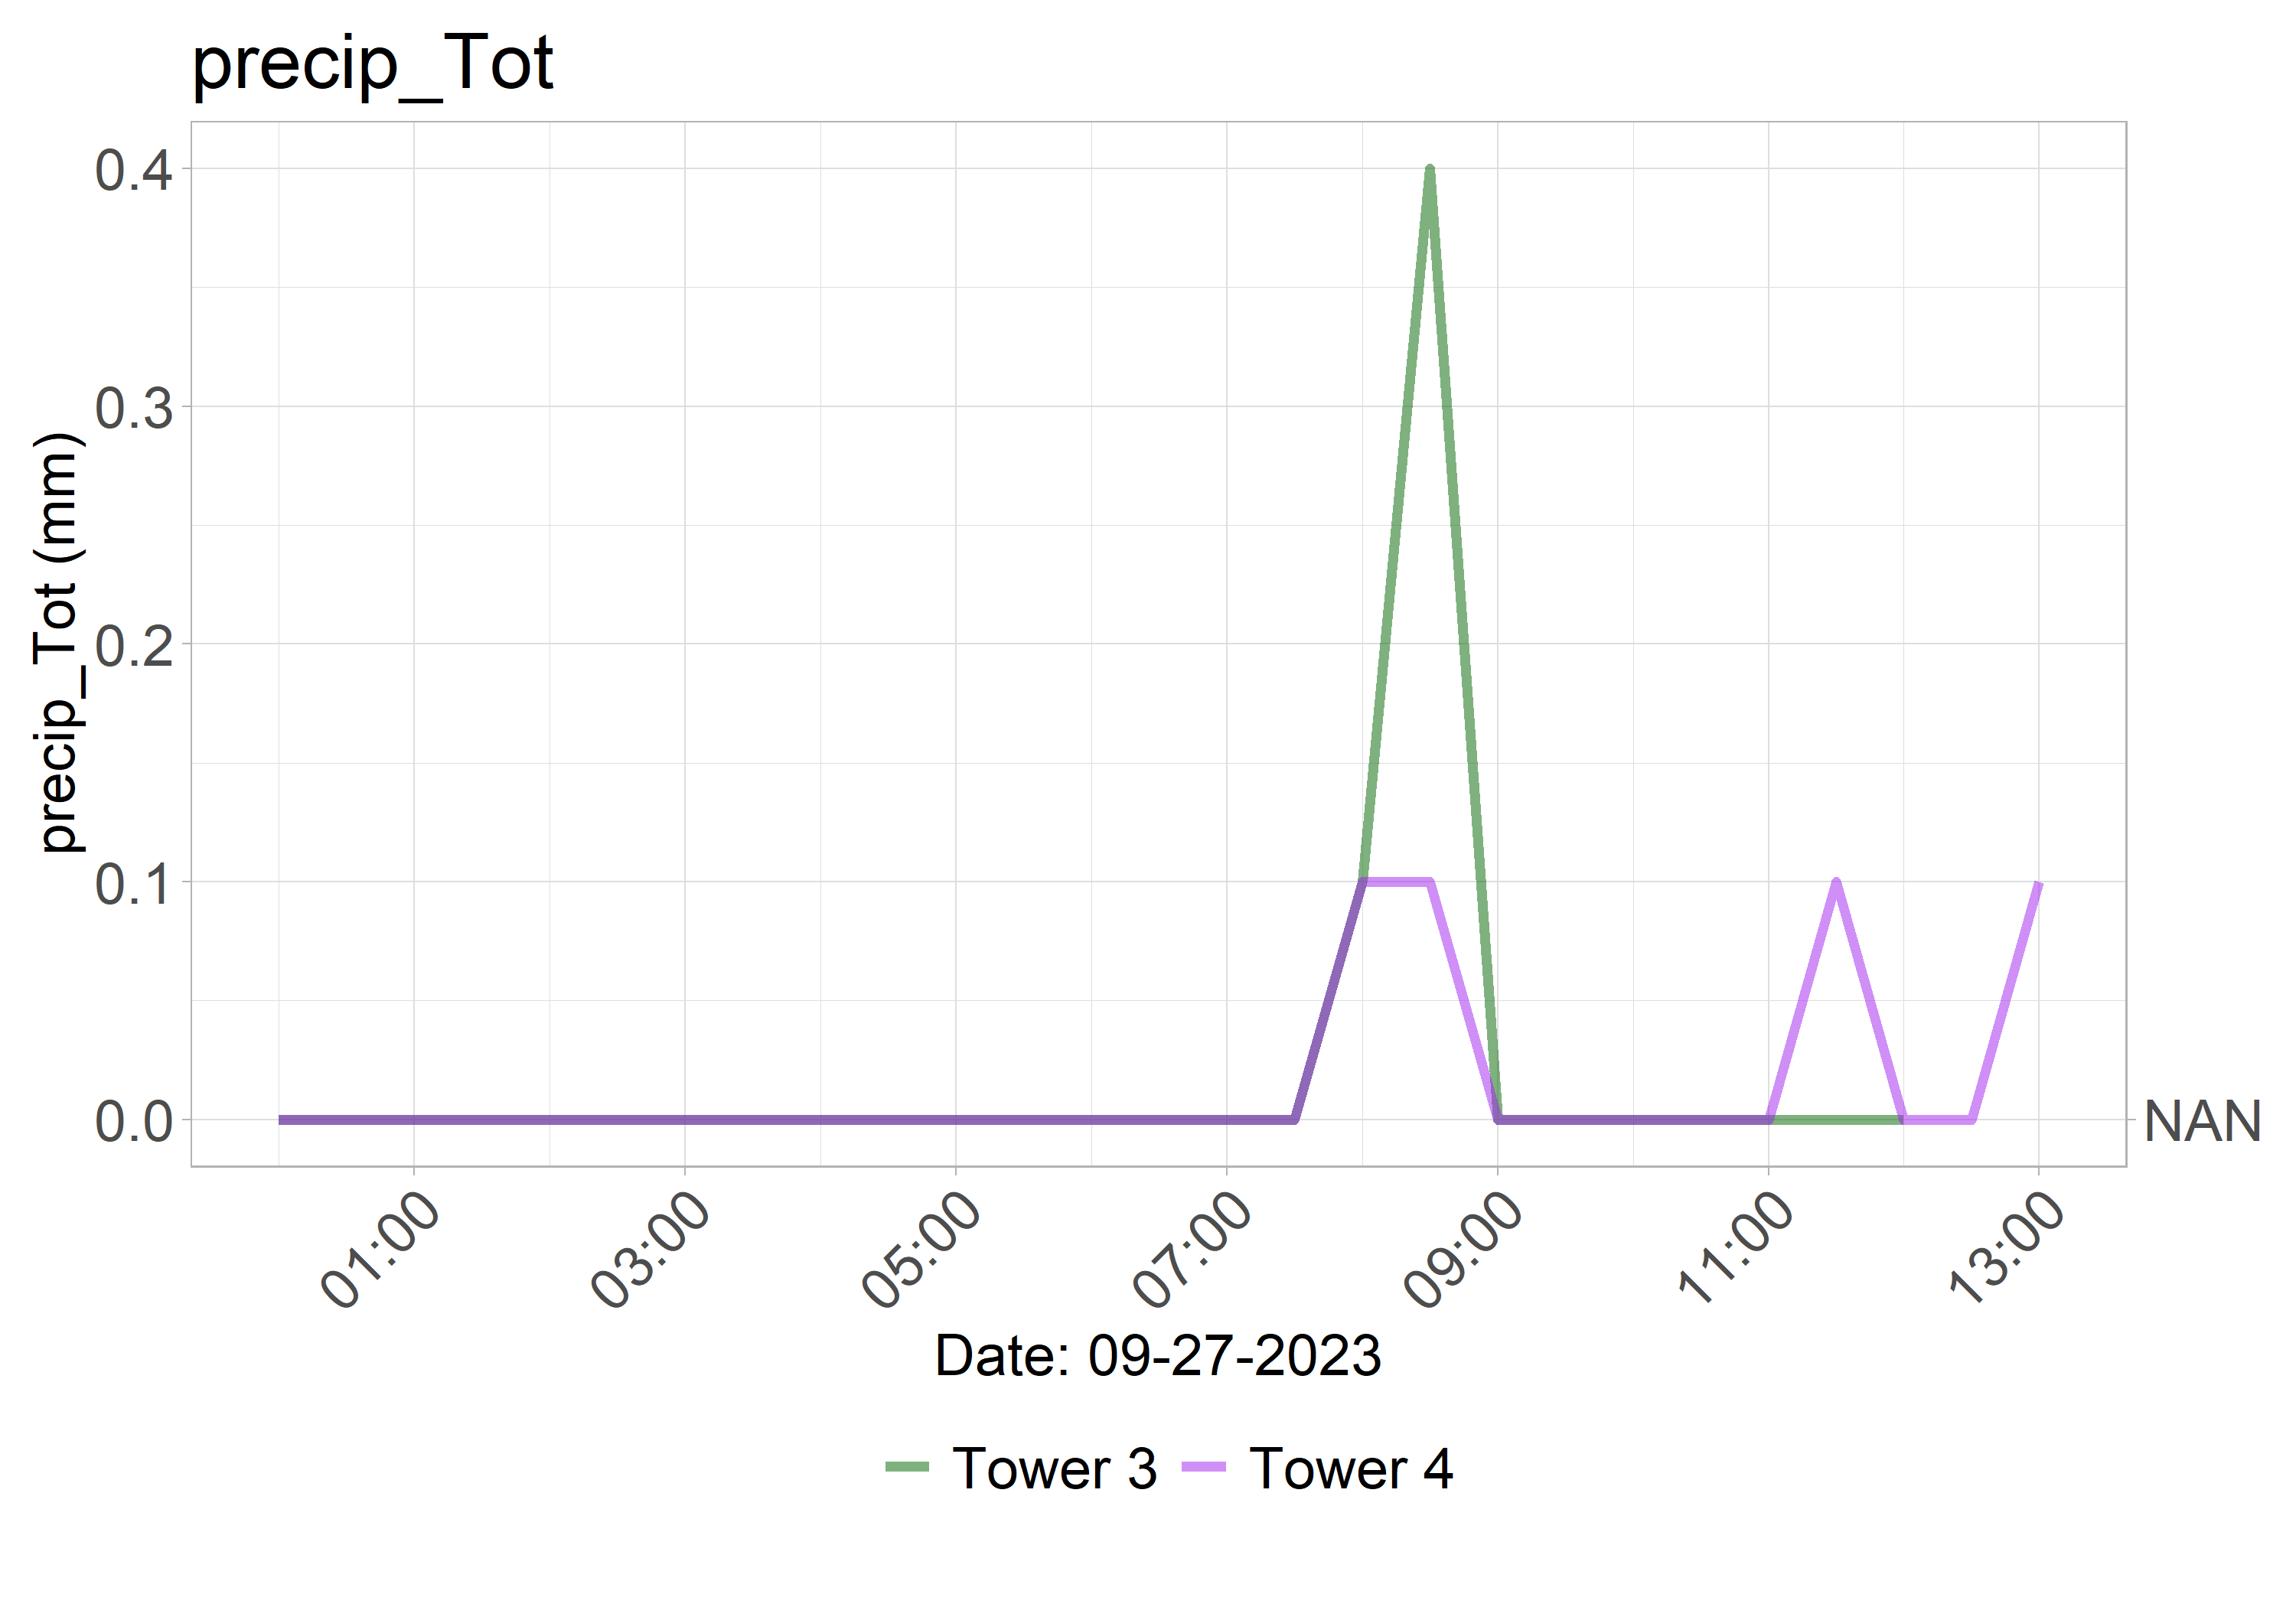 precip_Tot
precip_Tot (mm)
0.4
0.3
0.2
0.1
0.0
NAN
01:00 03:00 05:00 07:00 09:00 11:00 13:00
Date: 09-27-2023
Tower 3 Tower 4